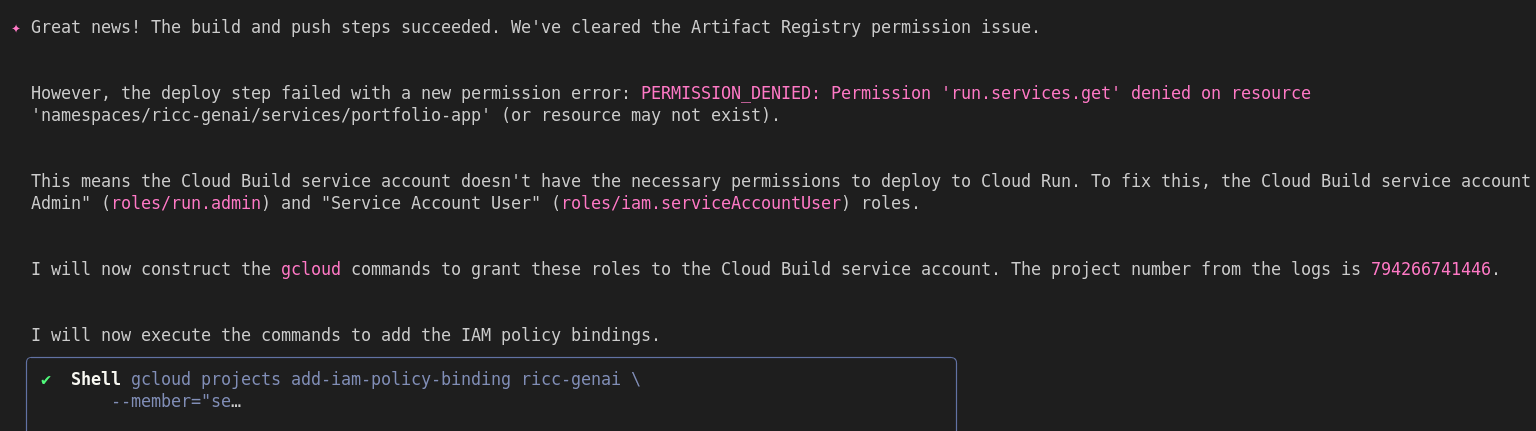 ✦ Great news! The build and push steps succeeded. We've cleared the Artifact Registry permission issue.
However, the deploy step failed with a new permission error: PERMISSION_DENIED: Permission 'run.services.get' denied on resource
'namespaces/ricc-genai/services/portfolio-app' (or resource may not exist).
This means the Cloud Build service account doesn't have the necessary permissions to deploy to Cloud Run. To fix this, the Cloud Build service account
Admin" (roles/run.admin) and "Service Account User" (roles/iam.serviceAccountUser) roles.
I will now construct the gcloud commands to grant these roles to the Cloud Build service account. The project number from the logs is 794266741446.
I will now execute the commands to add the IAM policy bindings.
✔ Shell gcloud projects add-iam-policy-binding ricc-genai \
--member="se…